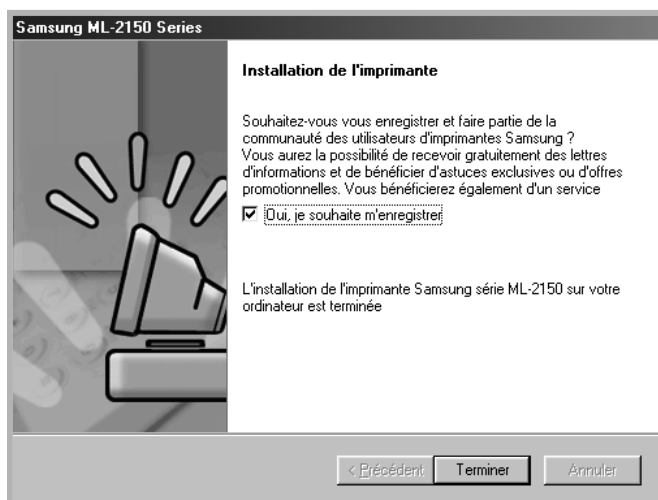 Samsung ML-2150 Series
Installation de l'imprimante
Souhaitez-vous vous enregistrer et faire partie de la
communauté des utilisateurs d'imprimantes Samsung ?
Vous aurez la possibilité de recevoir gratuitement des lettres
d'informations et de bénéficier d'astuces exclusives ou d'offres
promotionnelles. Vous bénéficierez également d'un service
Oui, je souhaite m'enregistrer
L'installation de l'imprimante Samsung série ML-2150 sur votre
ordinateur est terminée
< Précédent Terminer Annuler